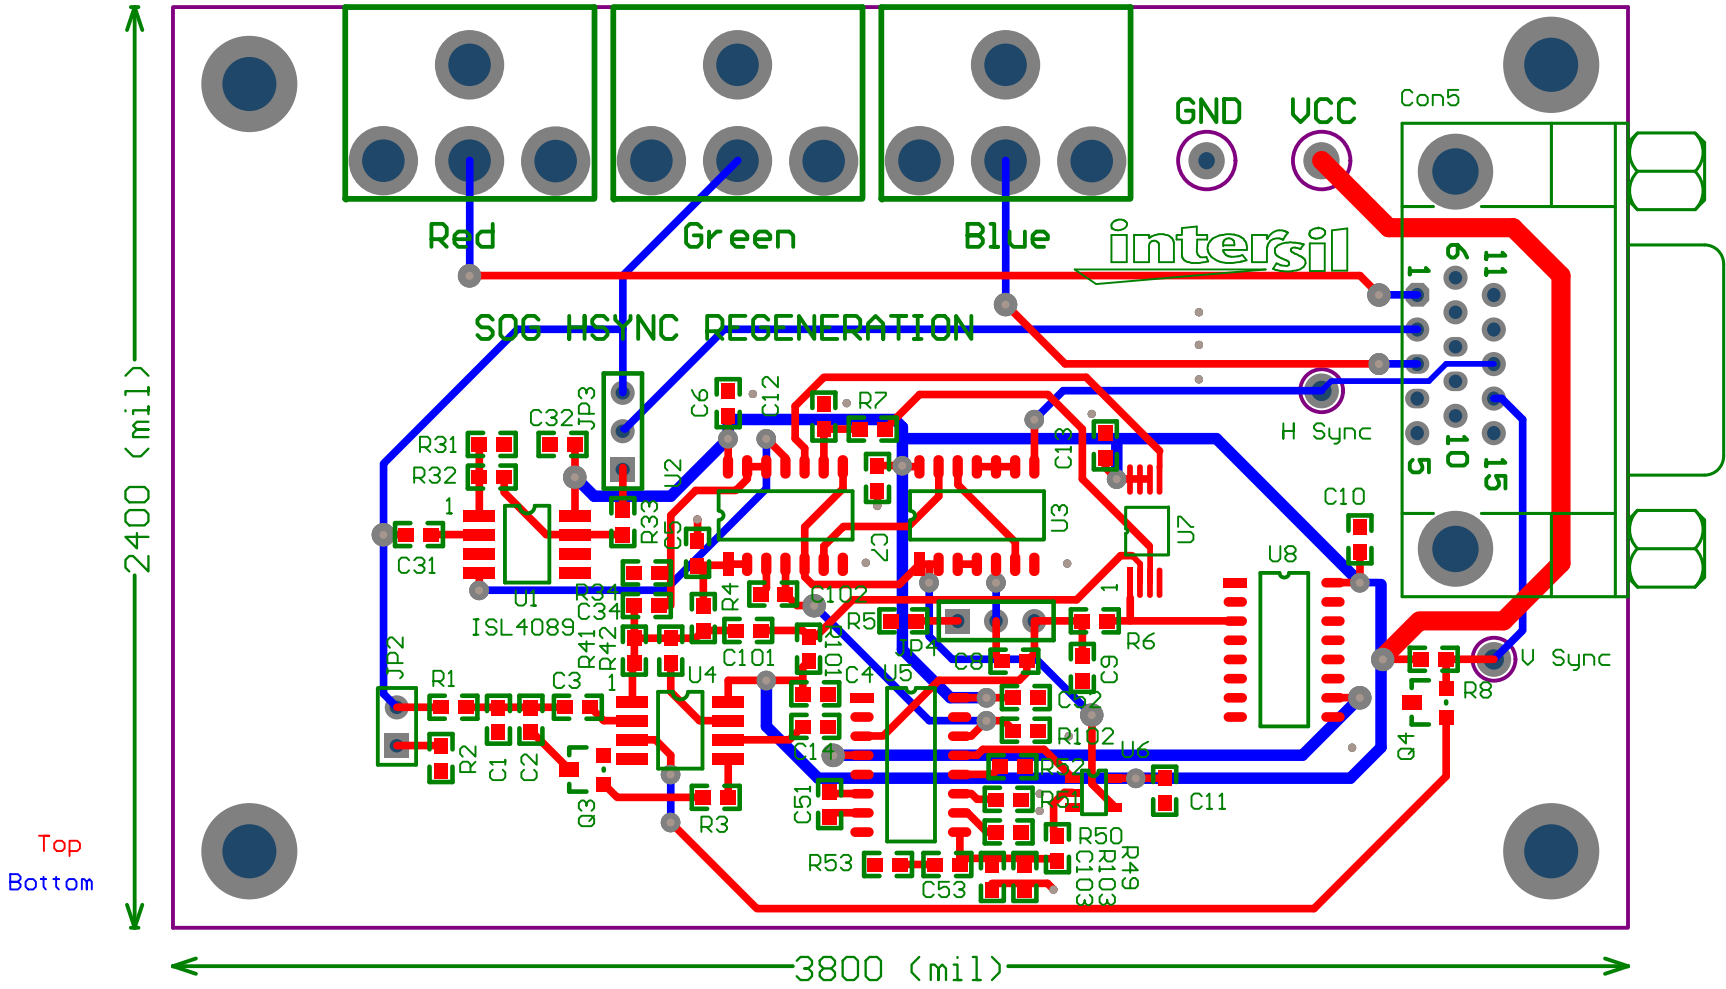 Con5
GND
VCC
Red
Green
Blue
intersil
6
11
1
SOG HSYNC REGENERATION
C6
C12
R7
JP3
C32
R31
H Sync
C13
10
5
15
R32
U2
1
C10
2400 (mil)
R33
C5
U3
U7
C7
U8
C31
R34
U1
C34
R4
C102
1
ISL4089
R5
R6
R41
R42
C101
R101
JP4
V Sync
JP2
C8
C9
R1
C3
1
U4
C4
U5
R8
C52
R102
C14
U6
Q4
R2
C1
C2
R52
R51
C11
Q3
C51
R3
R50
Top
R53
C53
C103
R103
R49
Bottom
3800 (mil)